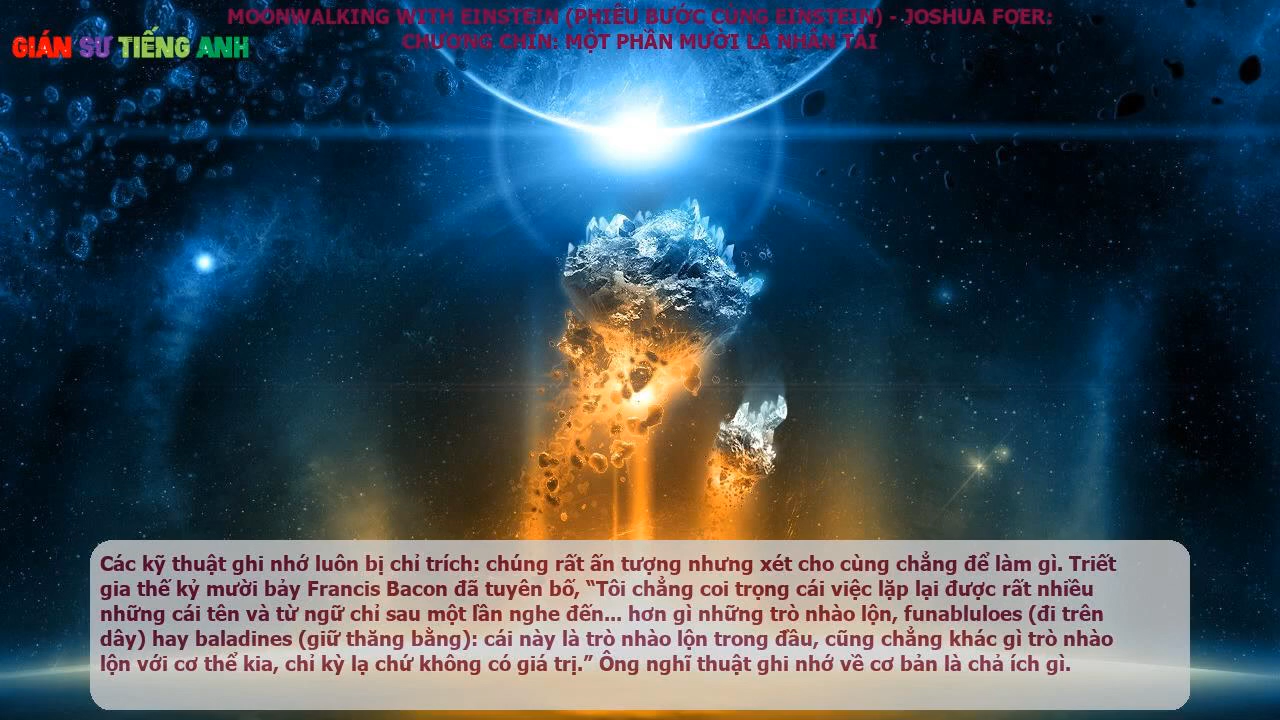 MOONWALKING WITH EINSTEIN (PHIÊU BƯỚC CÙNG EINSTEIN) - JOSHUA FOER:
CHƯƠNG CHÍN: MỘT PHẦN MƯỜI LÀ NHÂN TÀI
GIÁN SƯ TIẾNG ANH
Các kỹ thuật ghi nhớ luôn bị chỉ trích: chúng rất ấn tượng nhưng xét cho cùng chẳng để làm gì. Triết
gia thế kỷ mười bảy Francis Bacon đã tuyên bố, “Tôi chẳng coi trọng cái việc lặp lại được rất nhiều
những cái tên và từ ngữ chỉ sau một lần nghe đến... hơn gì những trò nhào lộn, funabluloes (đi trên
dây) hay baladines (giữ thăng bằng): cái này là trò nhào lộn trong đầu, cũng chẳng khác gì trò nhào
lộn với cơ thể kia, chỉ kỳ lạ chứ không có giá trị.” Ông nghĩ thuật ghi nhớ về cơ bản là chả ích gì.